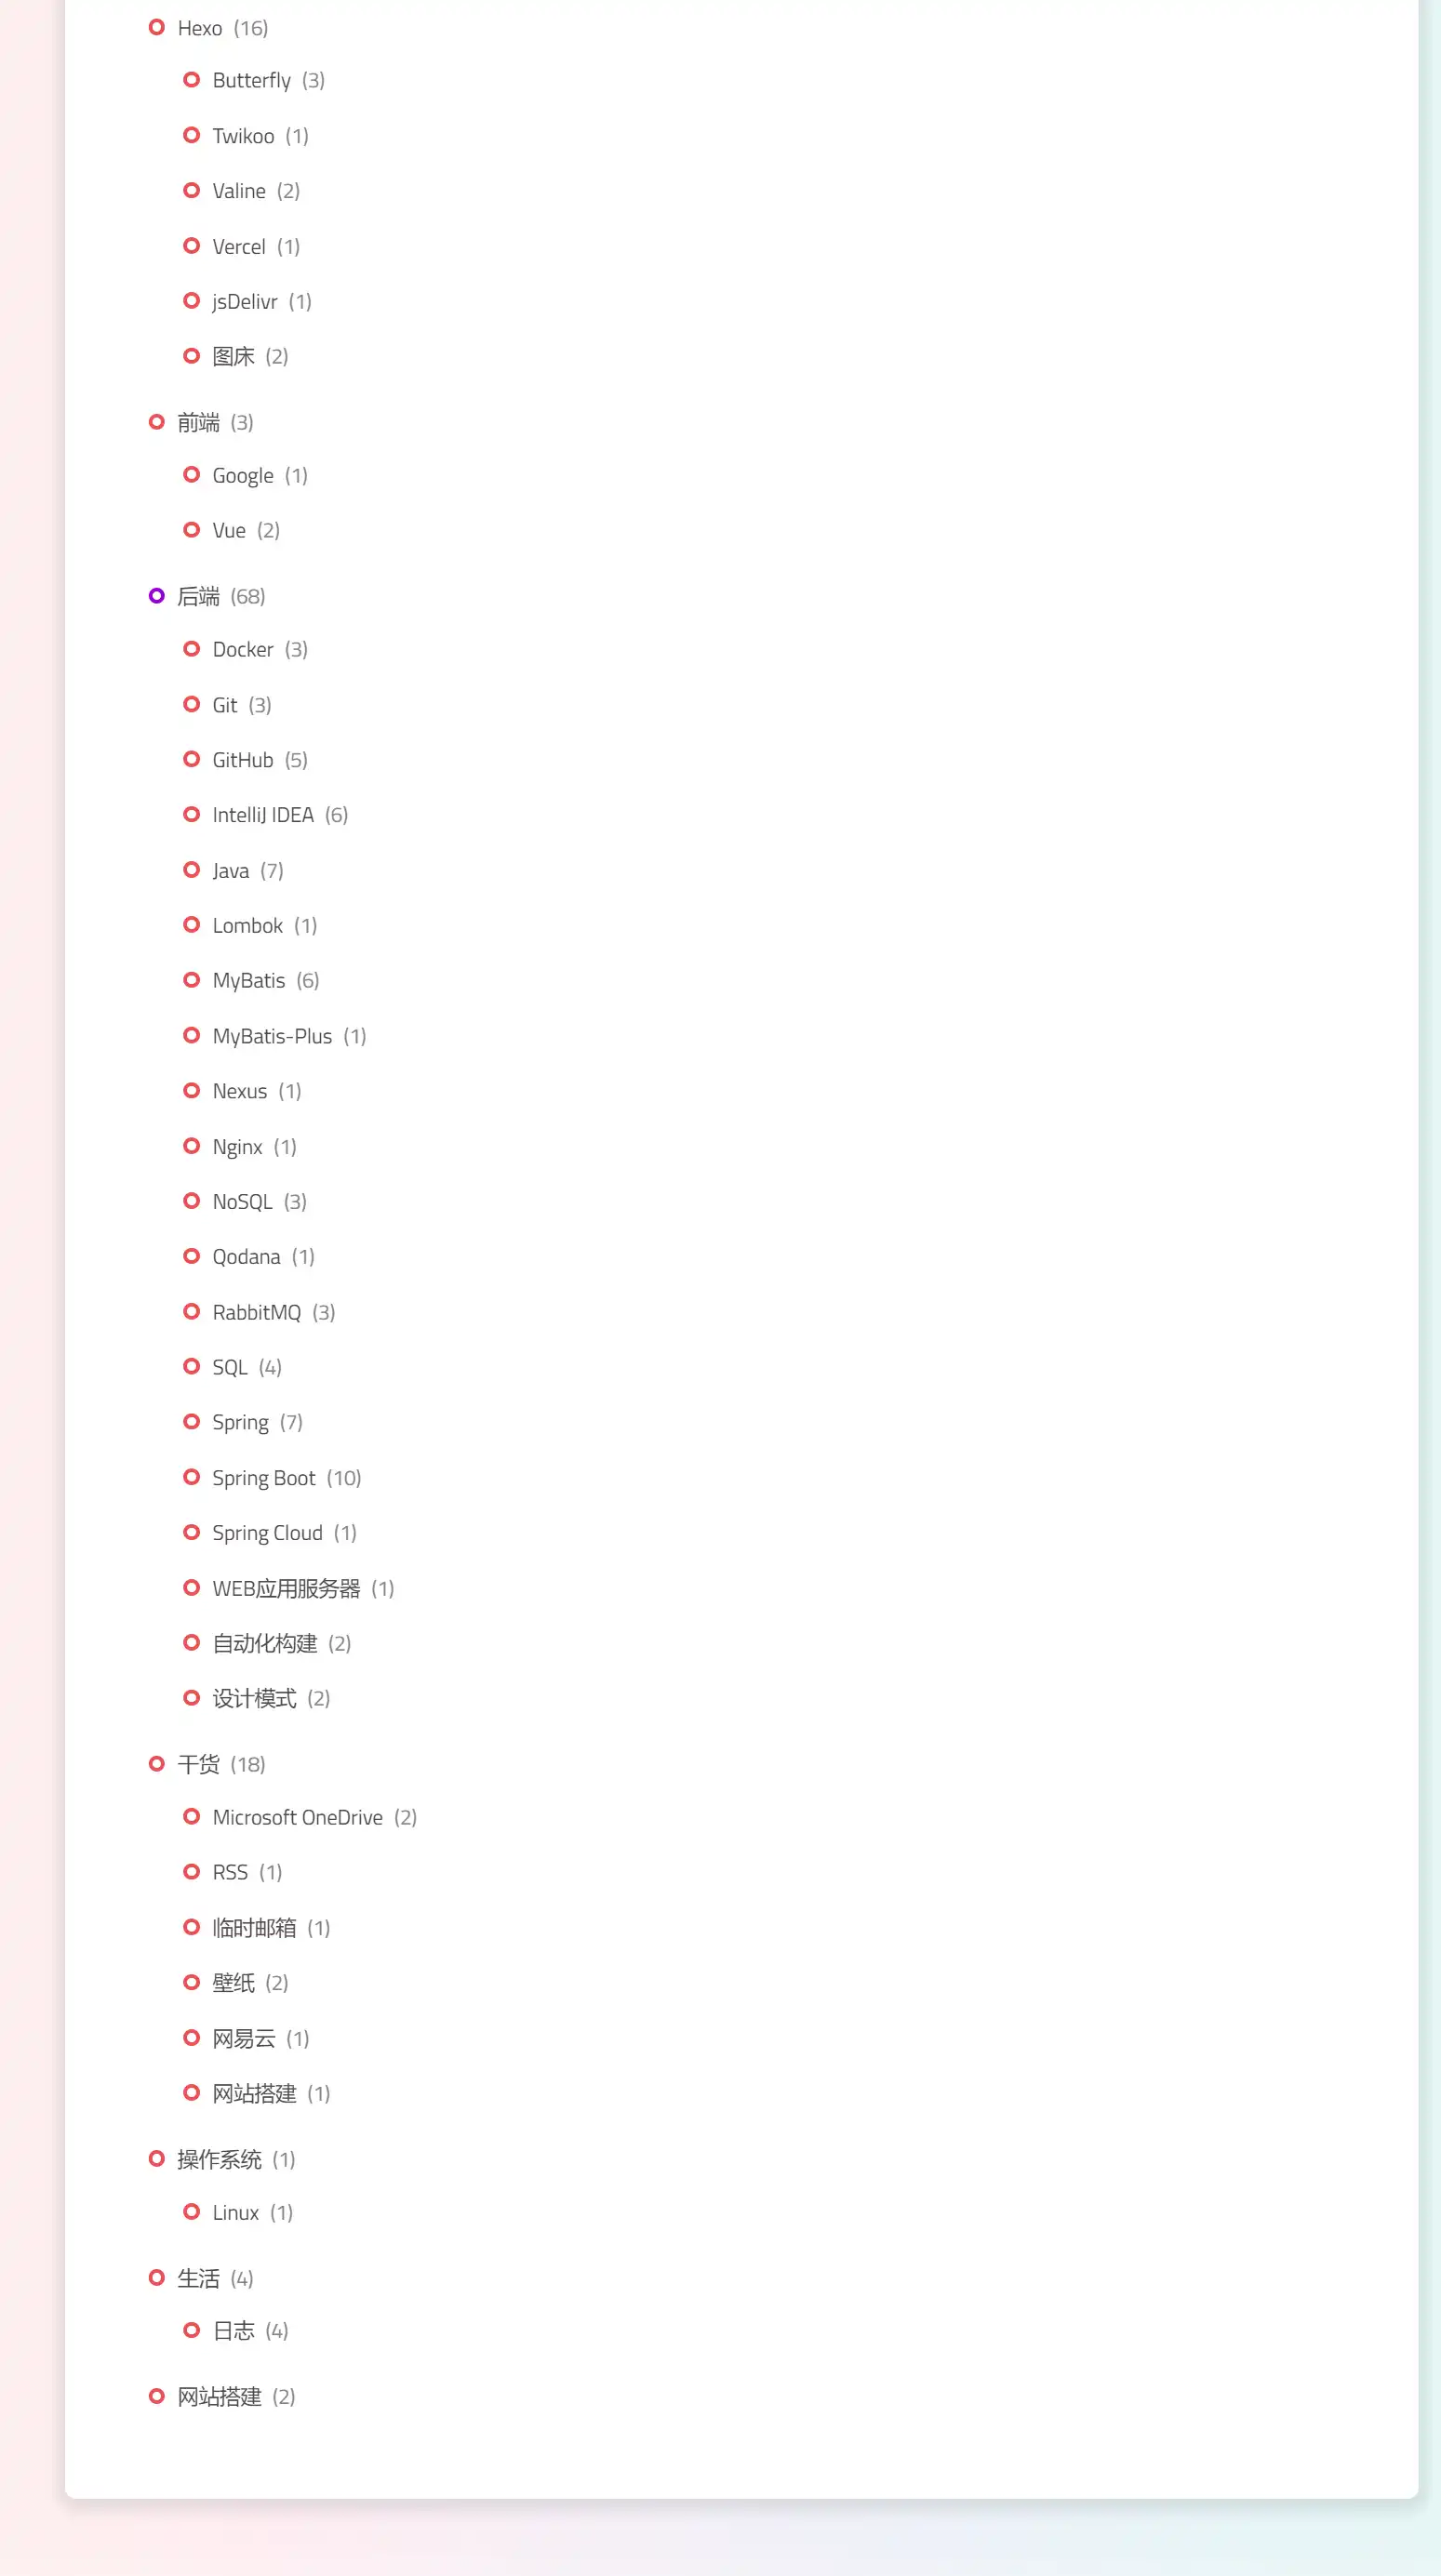 Hexo (16)
Butterfly (3)
Twikoo (1)
Valine (2)
Vercel (1)
jsDelivr (1)
图床 (2)
前端 (3)
Google (1)
Vue (2)
后端 (68)
Docker (3)
Git (3)
GitHub (5)
IntelliJ IDEA (6)
Java (7)
Lombok (1)
MyBatis (6)
MyBatis-Plus (1)
Nexus (1)
Nginx (1)
NoSQL (3)
Qodana (1)
RabbitMQ (3)
SQL (4)
Spring (7)
Spring Boot (10)
Spring Cloud (1)
WEB应用服务器 (1)
自动化构建 (2)
设计模式 (2)
干货 (18)
Microsoft OneDrive (2)
RSS (1)
临时邮箱 (1)
壁纸 (2)
网易云 (1)
网站搭建 (1)
操作系统 (1)
Linux (1)
生活 (4)
日志 (4)
网站搭建 (2)